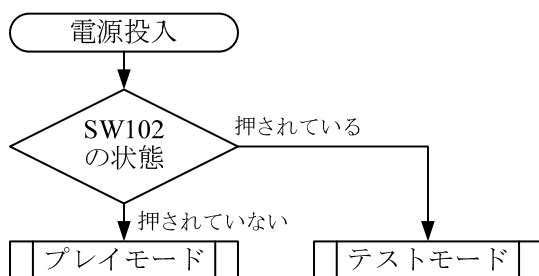 電源投入
SW102
の状態
押されている
押されていない
プレイモード
テストモード